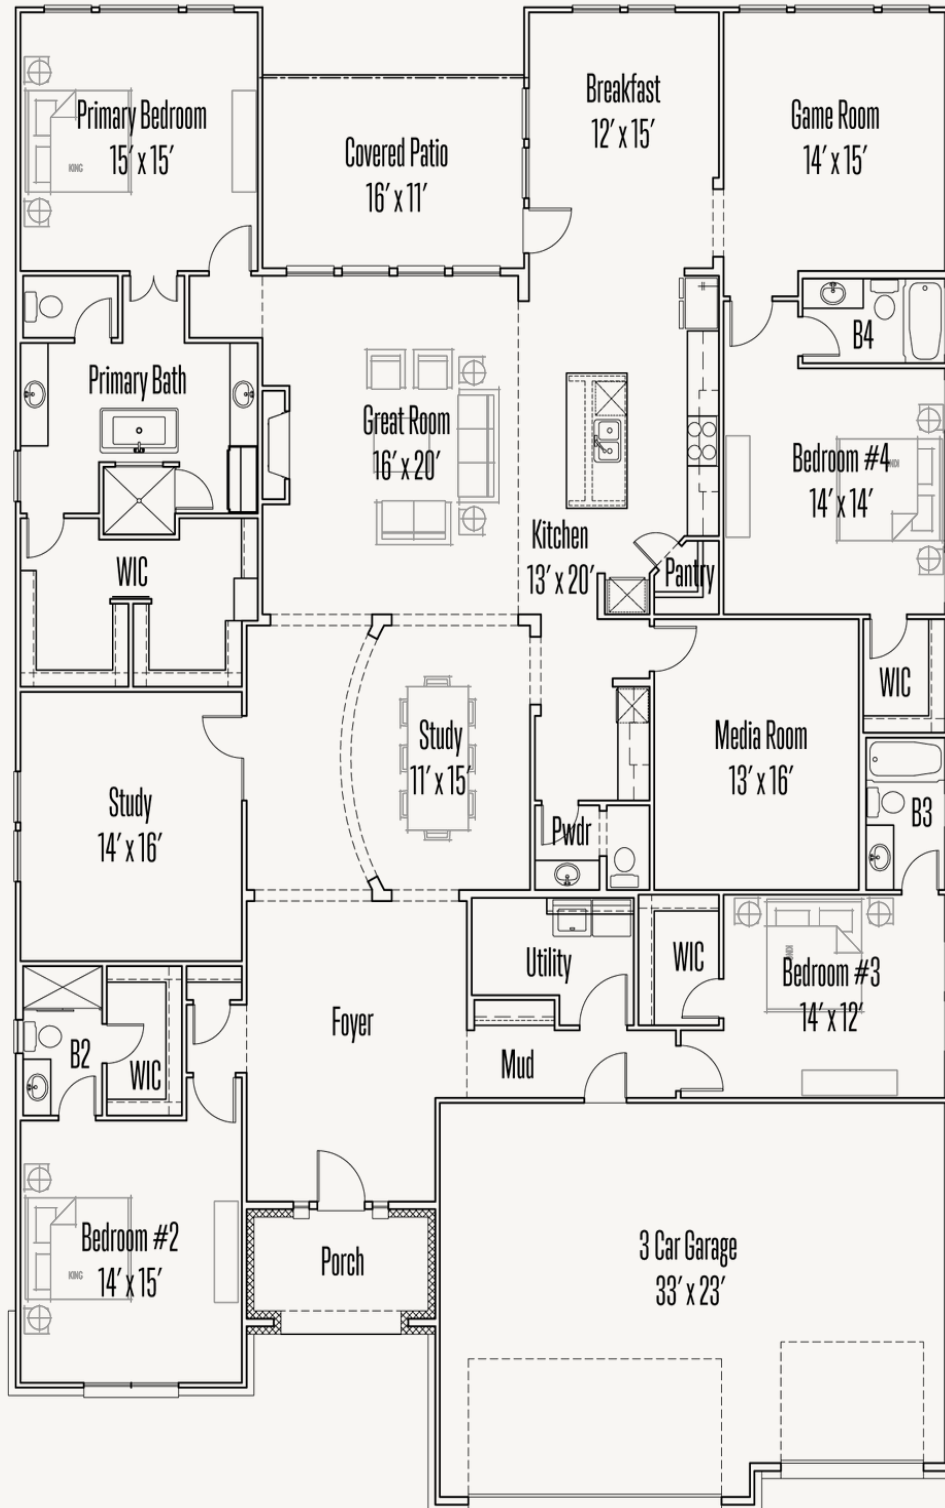 Primary Bedroom
15' x 15'
KING
Covered Patio
16' x 11'
Breakfast
12' x 15'
Game Room
14' x 15'
B4
Primary Bath
Great Room
16' x 20'
Bedroom #4
14' x 14'
Kitchen
13' x 20'
Pantry
WIC
WIC
Study
11' x 15'
Media Room
13' x 16'
Study
14' x 16'
B3
Pwdr
Utility
WIC
Bedroom #3
14' x 12'
Foyer
B2
WIC
Mud
Bedroom #2
14' x 15'
KING
Porch
3 Car Garage
33' x 23'